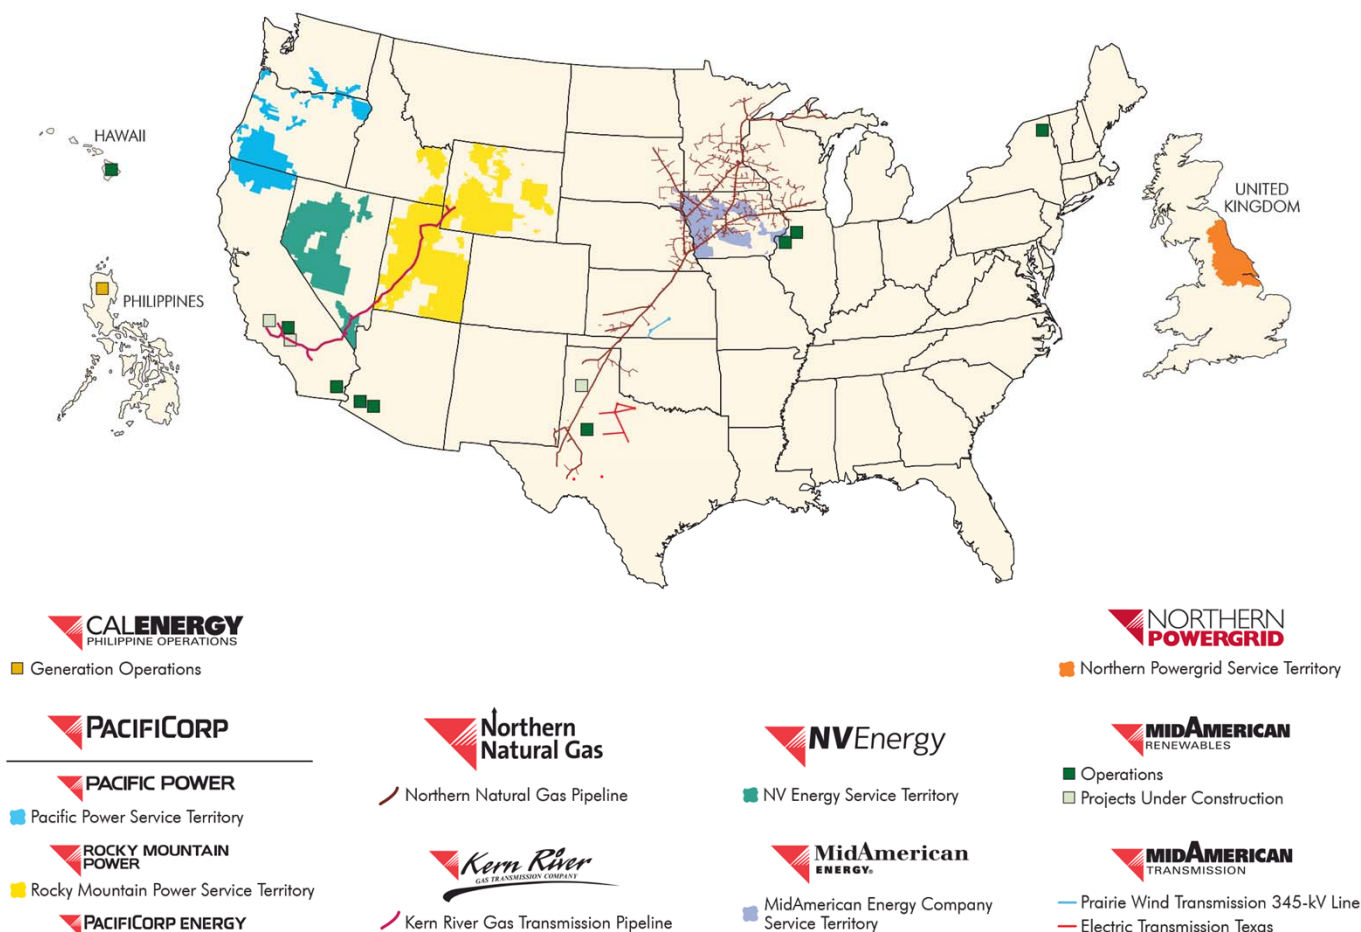 HAWAII
PHILIPPINES
UNITED
KINGDOM
CALENERGY
PHILIPPINE OPERATIONS
Generation Operations
NORTHERN
POWERGRID
Northern Powergrid Service Territory
PACIFICORP
PACIFIC POWER
Pacific Power Service Territory
ROCKY MOUNTAIN
POWER
Rocky Mountain Power Service Territory
PACIFICORP ENERGY
Northern
Natural Gas
Northern Natural Gas Pipeline
Kern River
GAS TRANSMISSION COMPANY
Kern River Gas Transmission Pipeline
NVEnergy
NV Energy Service Territory
MidAmerican
ENERGY®
MidAmerican Energy Company
Service Territory
MIDAMERICAN
RENEWABLES
Operations
Projects Under Construction
MIDAMERICAN
TRANSMISSION
Prairie Wind Transmission 345-kV Line
Electric Transmission Texas